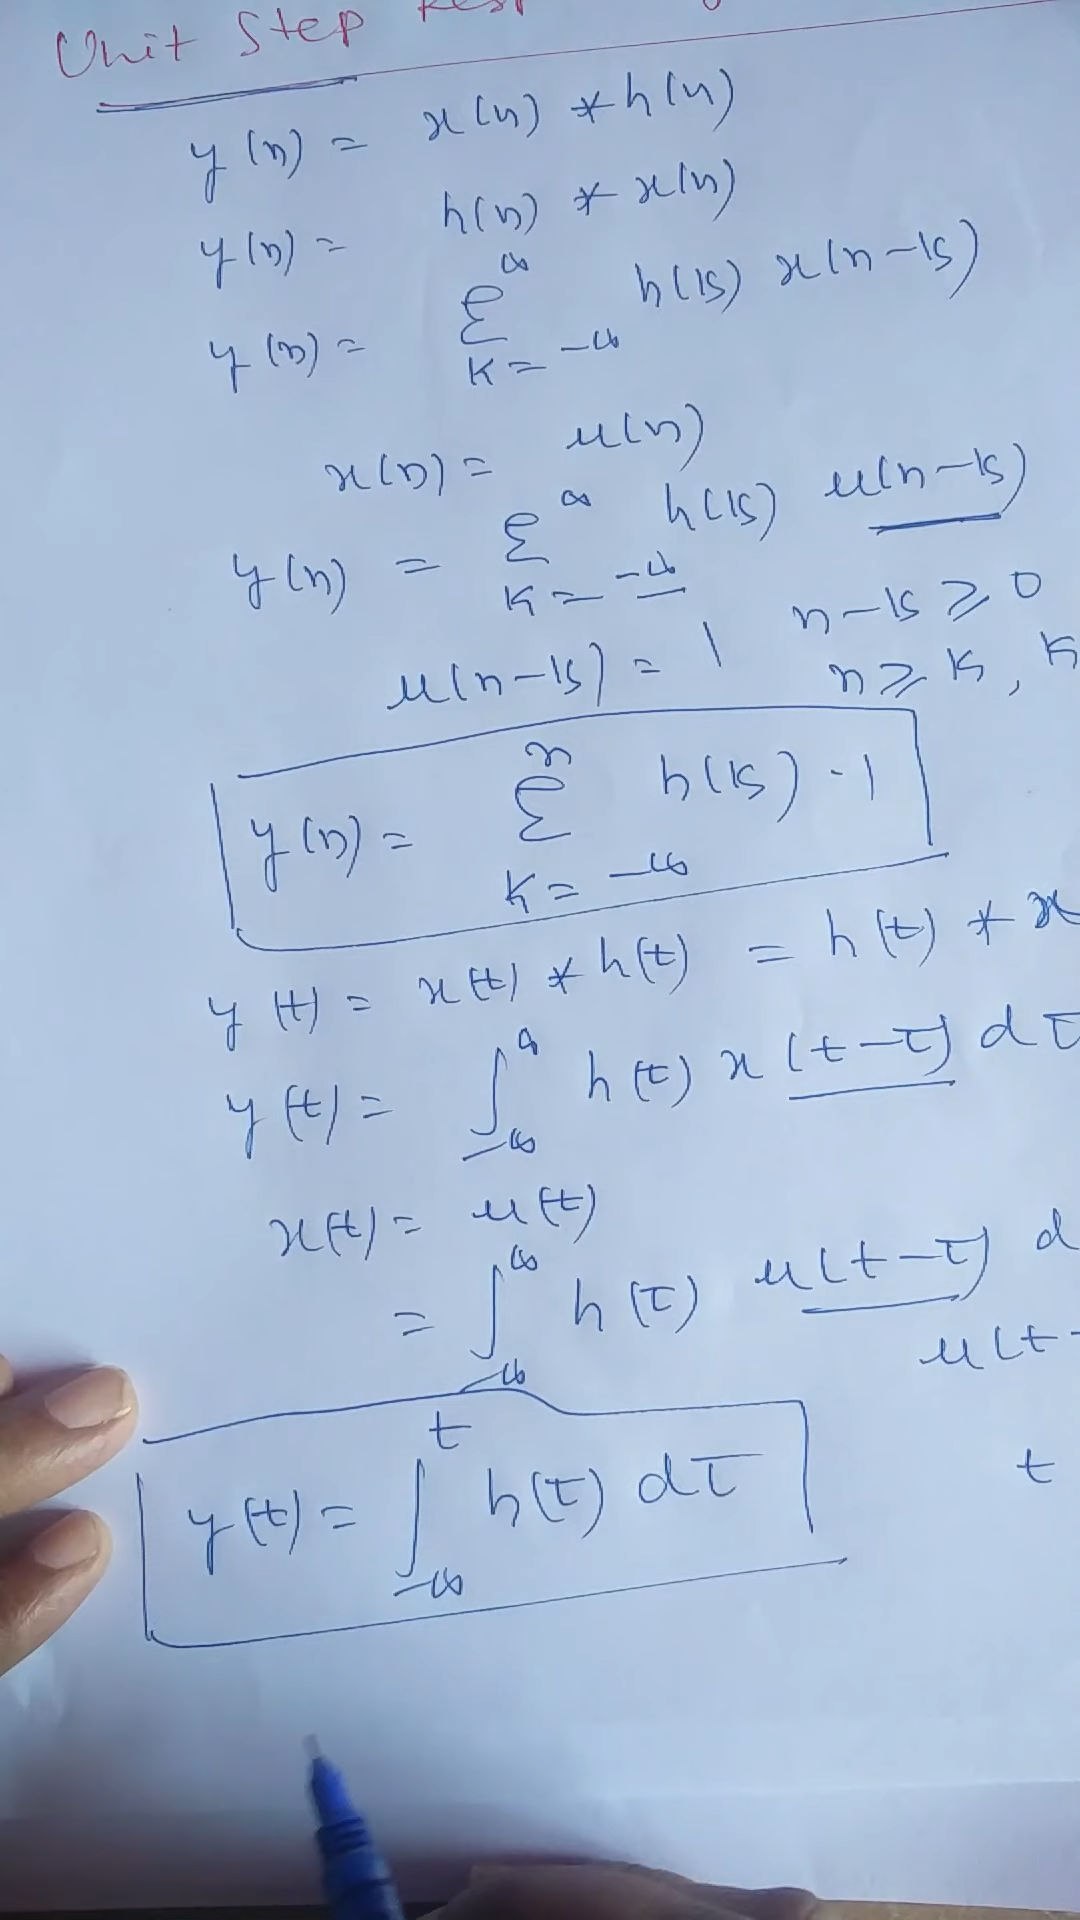 Unit Step
y(n) = x(n) * h(n)
y(n) = h(n) * x(n)
y(n) = Σ_{K=-∞}^{∞} h(k) x(n-k)
x(n) = u(n)
y(n) = Σ_{K=-∞}^{∞} h(k) u(n-k)
u(n-k) = 1 n-k ≥ 0
n ≥ k, k
y(n) = Σ_{K=-∞}^{n} h(k) · 1
y(t) = x(t) * h(t) = h(t) * x
y(t) = ∫_{-∞}^{∞} h(τ) x(t-τ) dτ
x(t) = u(t)
= ∫_{-∞}^{∞} h(τ) u(t-τ) d
u(t-
y(t) = ∫_{-∞}^{t} h(τ) dτ
t